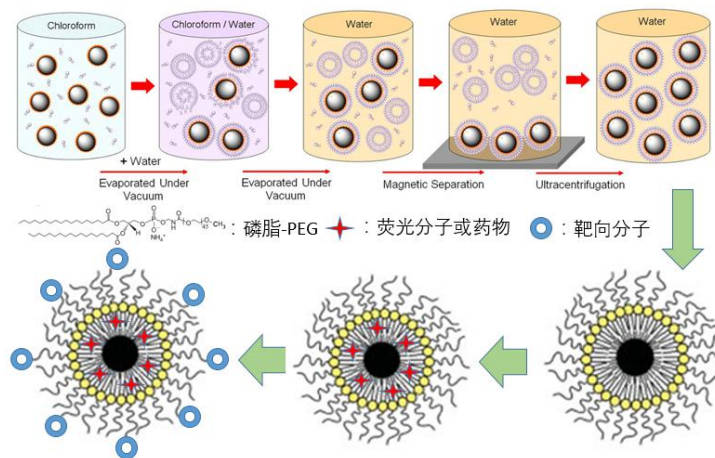 Chloroform
Chloroform / Water
Water
Water
Water
+ Water
Evaporated Under
Vacuum
Evaporated Under
Vacuum
Magnetic Separation
Ultracentrifugation
：磷脂-PEG
：荧光分子或药物
：靶向分子